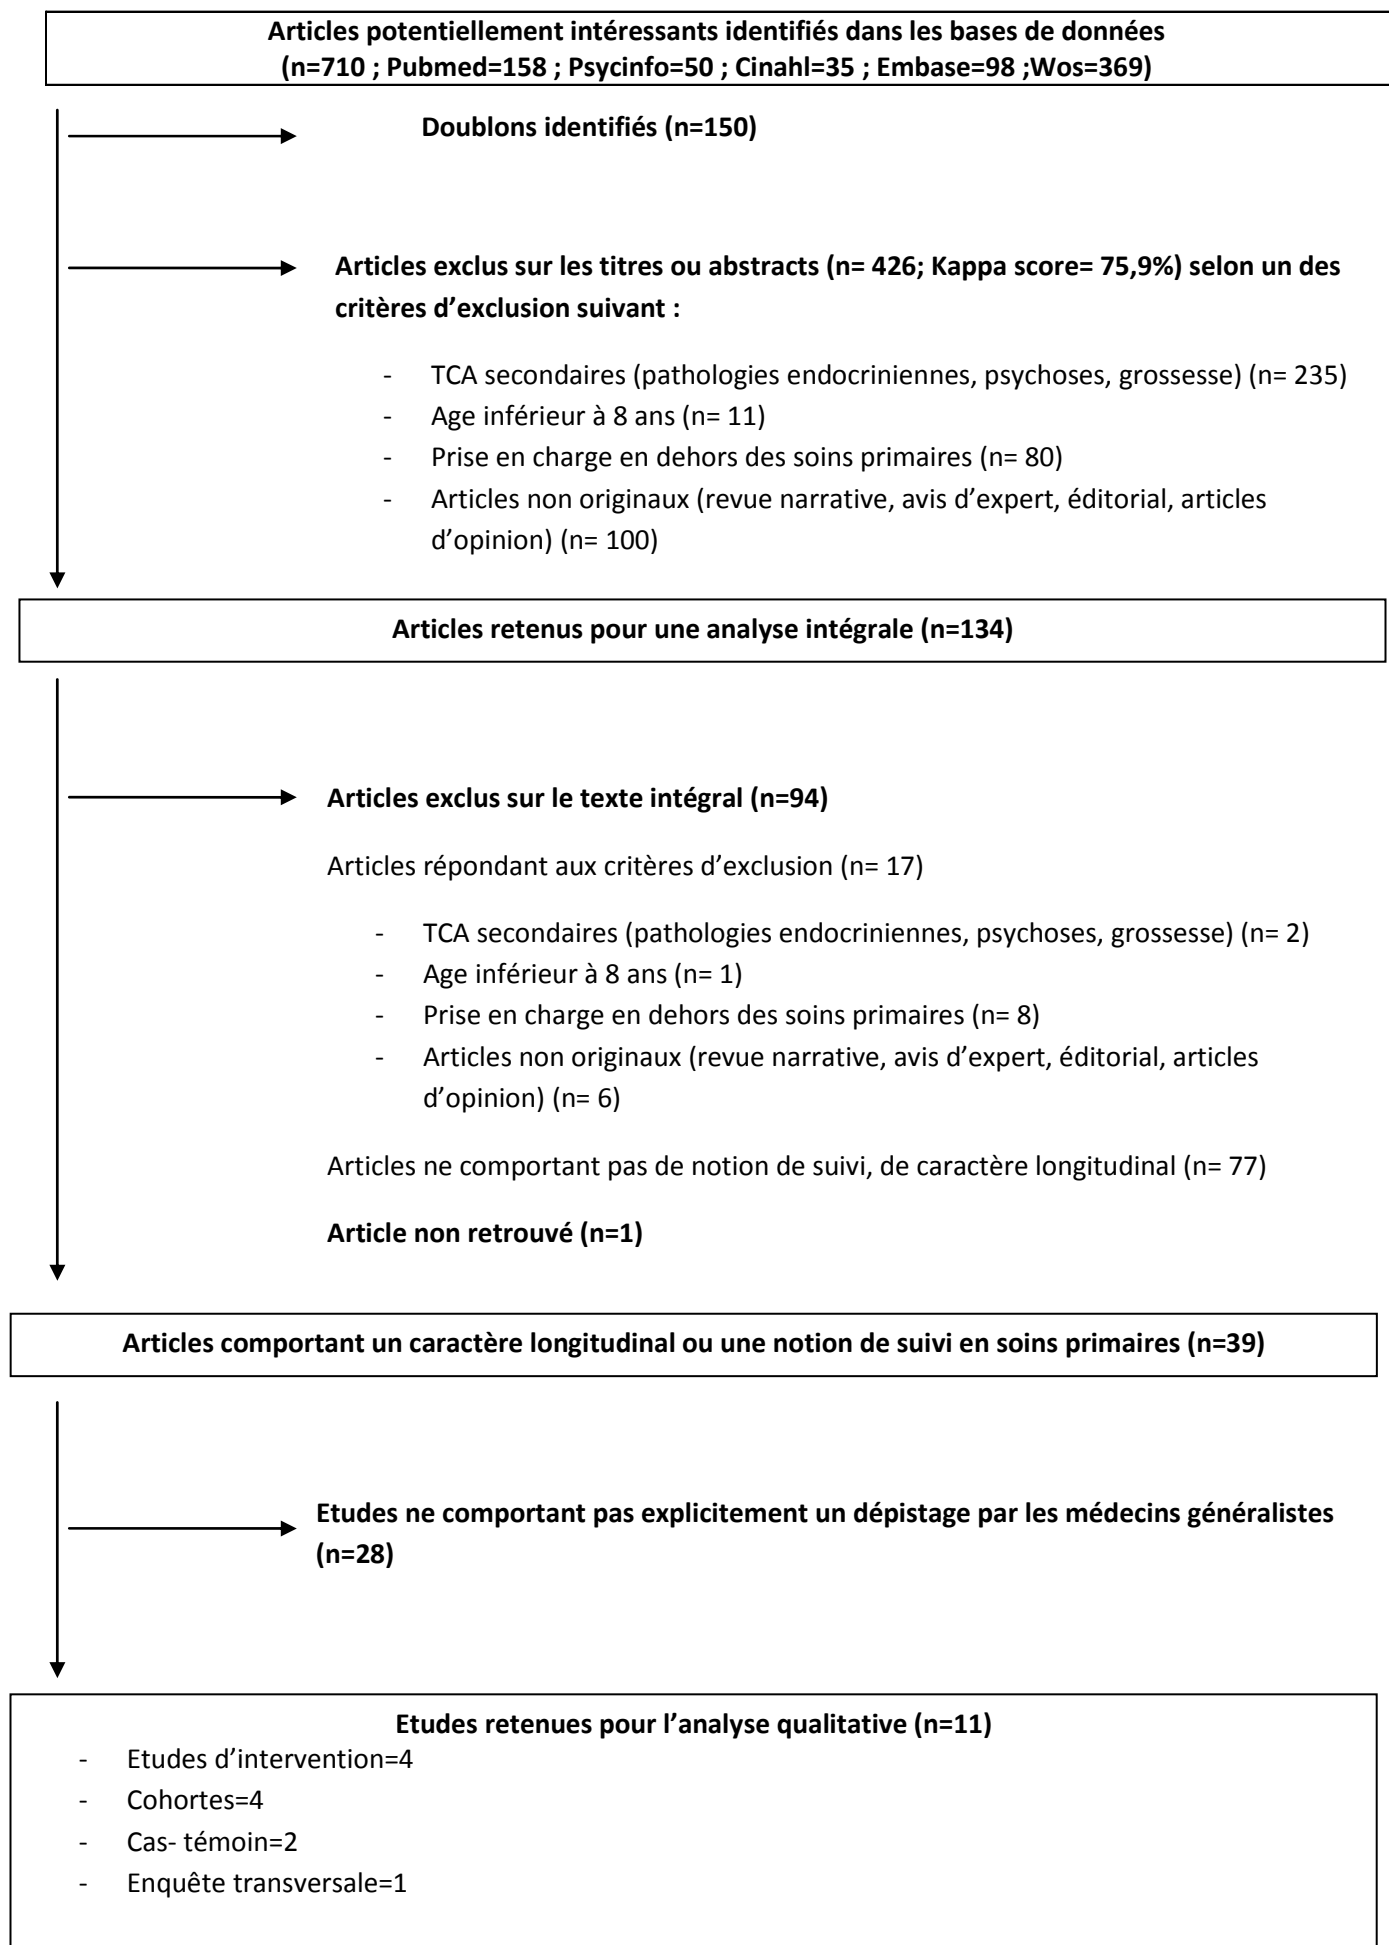 Articles potentiellement intéressants identifiés dans les bases de données
(n=710 ; Pubmed=158 ; Psycinfo=50 ; Cinahl=35 ; Embase=98 ;Wos=369)
Doublons identifiés (n=150)
Articles exclus sur les titres ou abstracts (n= 426; Kappa score= 75,9%) selon un des
critères d’exclusion suivant :
- TCA secondaires (pathologies endocriniennes, psychoses, grossesse) (n= 235)
- Age inférieur à 8 ans (n= 11)
- Prise en charge en dehors des soins primaires (n= 80)
- Articles non originaux (revue narrative, avis d’expert, éditorial, articles
d’opinion) (n= 100)
Articles retenus pour une analyse intégrale (n=134)
Articles exclus sur le texte intégral (n=94)
Articles répondant aux critères d’exclusion (n= 17)
- TCA secondaires (pathologies endocriniennes, psychoses, grossesse) (n= 2)
- Age inférieur à 8 ans (n= 1)
- Prise en charge en dehors des soins primaires (n= 8)
- Articles non originaux (revue narrative, avis d’expert, éditorial, articles
d’opinion) (n= 6)
Articles ne comportant pas de notion de suivi, de caractère longitudinal (n= 77)
Article non retrouvé (n=1)
Articles comportant un caractère longitudinal ou une notion de suivi en soins primaires (n=39)
Etudes ne comportant pas explicitement un dépistage par les médecins généralistes
(n=28)
Etudes retenues pour l’analyse qualitative (n=11)
- Etudes d’intervention=4
- Cohortes=4
- Cas- témoin=2
- Enquête transversale=1